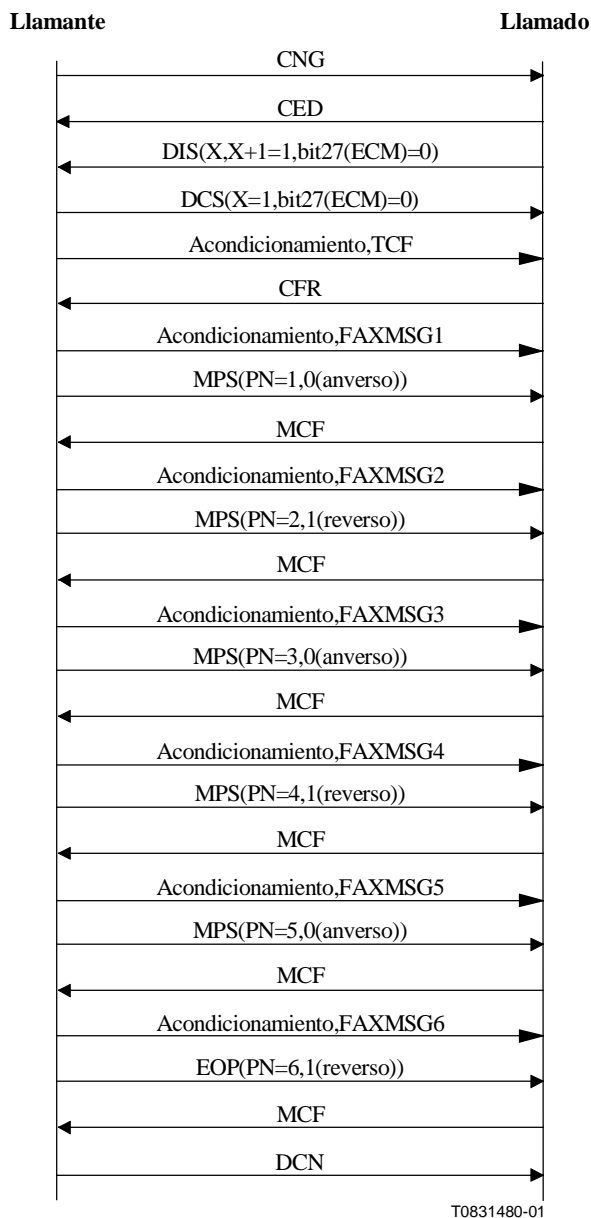 Llamante Llamado
CNG
CED
DIS(X,X+1=1,bit27(ECM)=0)
DCS(X=1,bit27(ECM)=0)
Acondicionamiento,TCF
CFR
Acondicionamiento,FAXMSG1
MPS(PN=1,0(anverso))
MCF
Acondicionamiento,FAXMSG2
MPS(PN=2,1(reverso))
MCF
Acondicionamiento,FAXMSG3
MPS(PN=3,0(anverso))
MCF
Acondicionamiento,FAXMSG4
MPS(PN=4,1(reverso))
MCF
Acondicionamiento,FAXMSG5
MPS(PN=5,0(anverso))
MCF
Acondicionamiento,FAXMSG6
EOP(PN=6,1(reverso))
MCF
DCN
T0831480-01